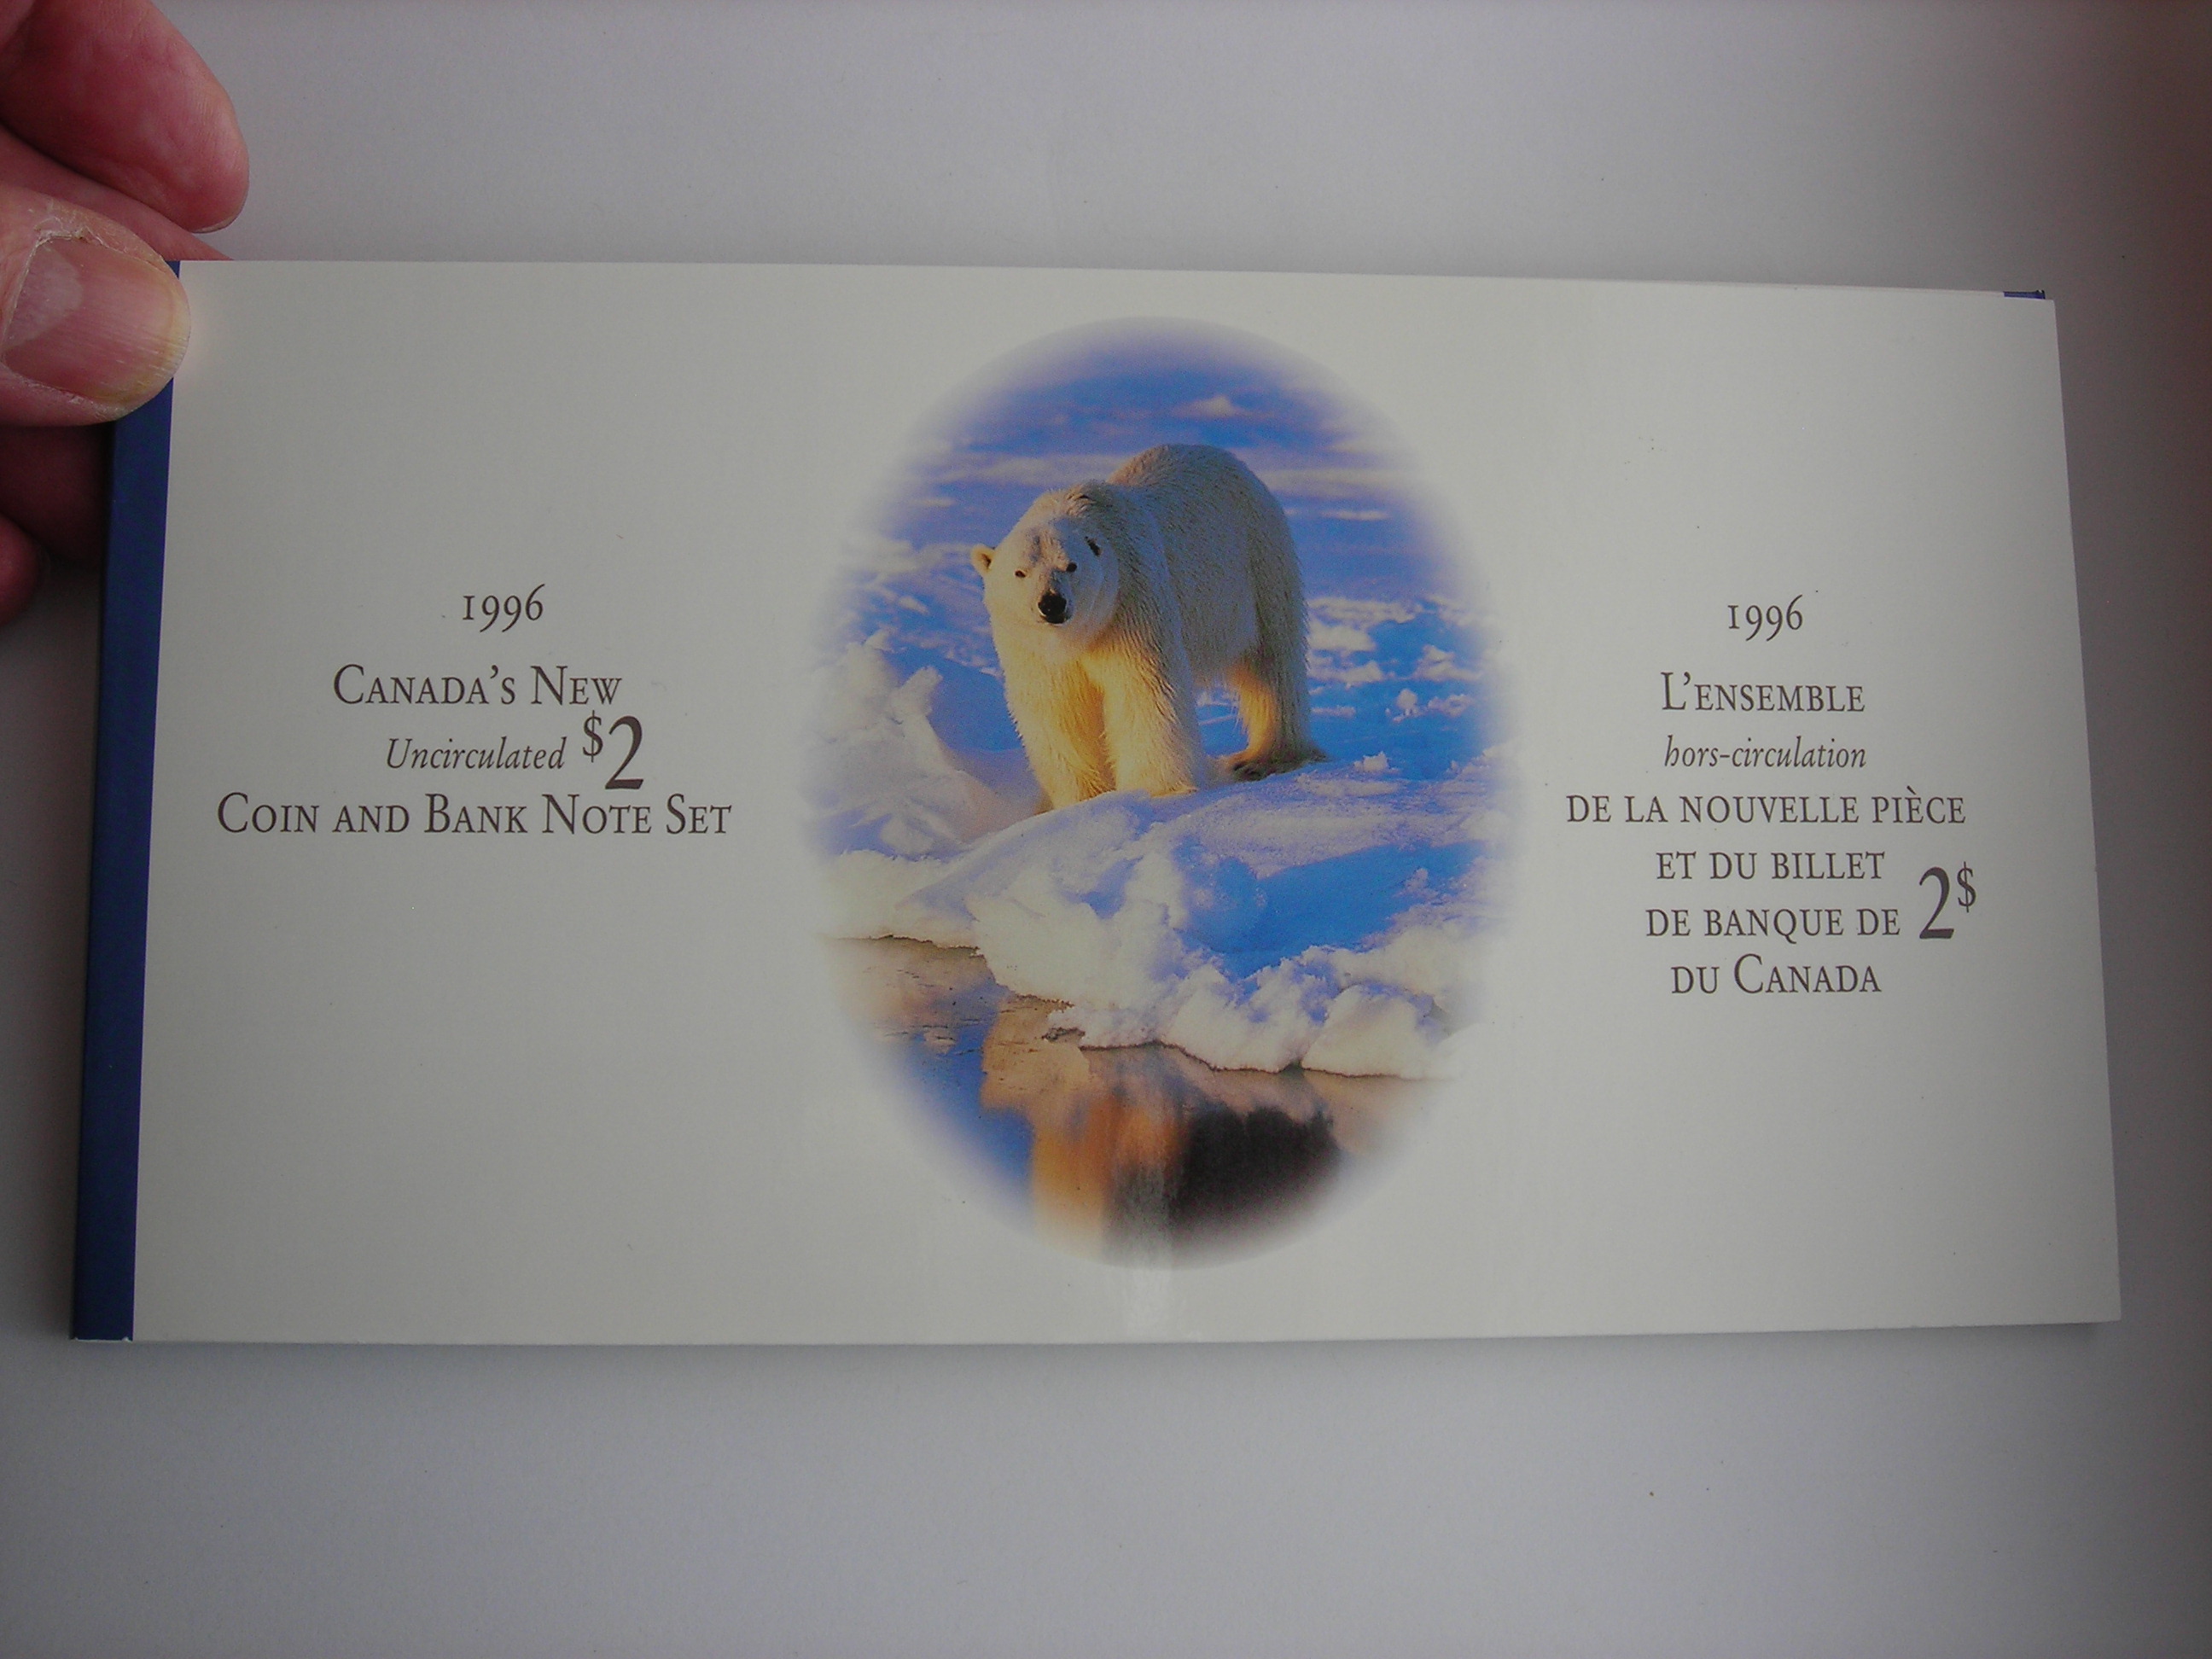 1996
CANADA'S NEW
Uncirculated $2
COIN AND BANK NOTE SET
1996
L'ENSEMBLE
hors-circulation
DE LA NOUVELLE PIÈCE
ET DU BILLET
DE BANQUE DE 2$
DU CANADA